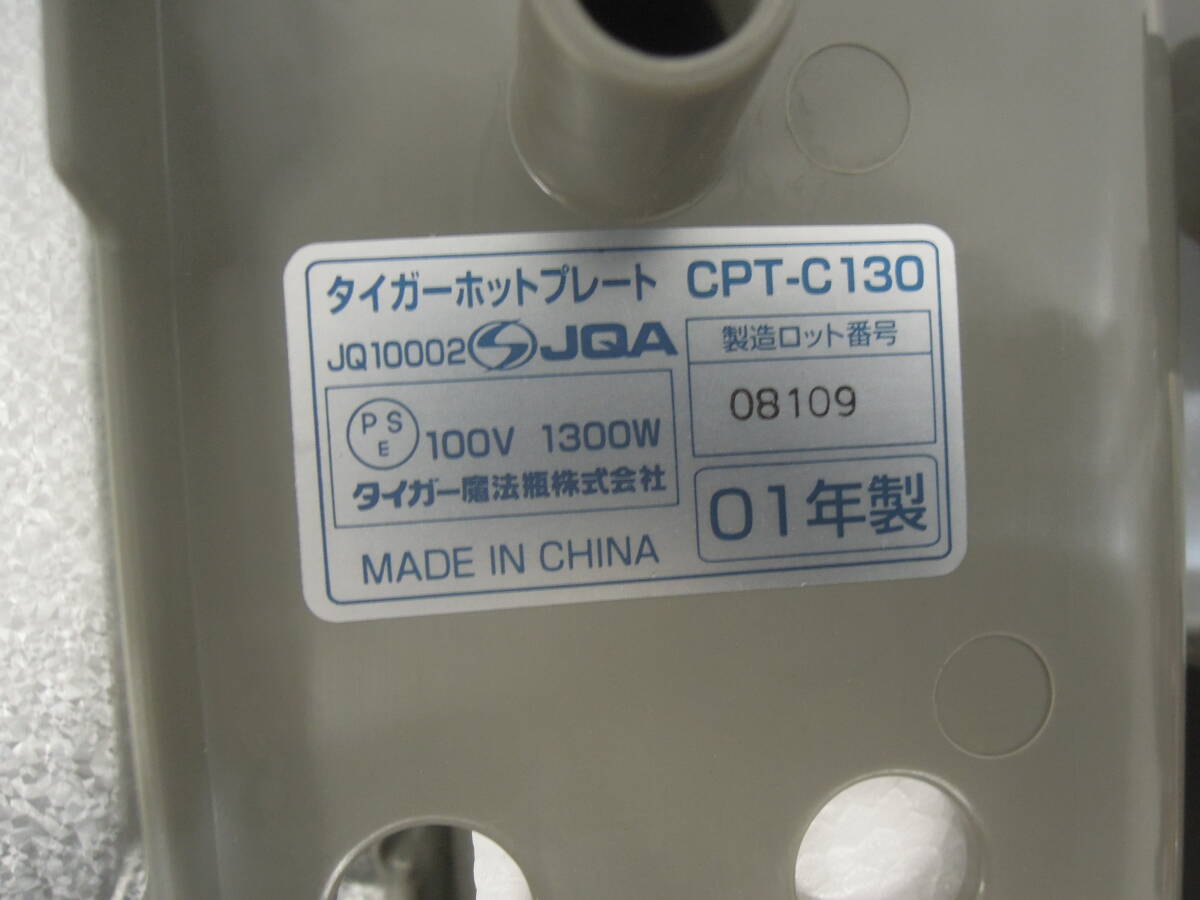 タイガーホットプレート CPT-C130
JQ10002 JQA
製造ロット番号
08109
PSE 100V 1300W
タイガー魔法瓶株式会社
01年製
MADE IN CHINA